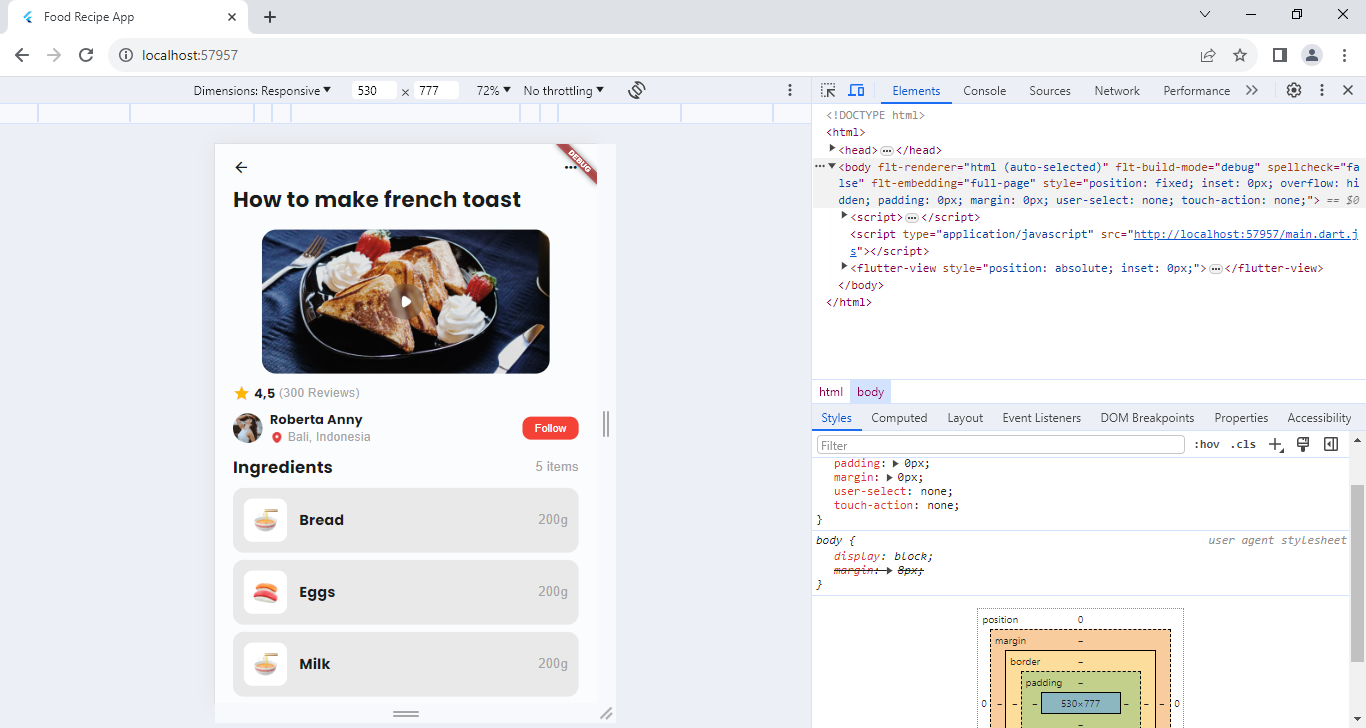 Food Recipe App
localhost:57957
Dimensions: Responsive 530 × 777 72% No throttling
Elements Console Sources Network Performance
DEBUG
How to make french toast
4,5 (300 Reviews)
Roberta Anny
Bali, Indonesia
Follow
Ingredients 5 items
Bread 200g
Eggs 200g
Milk 200g
<!DOCTYPE html>
<html>
<head> ⋯ </head>
<body flt-renderer="html (auto-selected)" flt-build-mode="debug" spellcheck="fa
lse" flt-embedding="full-page" style="position: fixed; inset: 0px; overflow: hi
dden; padding: 0px; margin: 0px; user-select: none; touch-action: none;"> == $0
<script> ⋯ </script>
<script type="application/javascript" src="http://localhost:57957/main.dart.j
s"></script>
<flutter-view style="position: absolute; inset: 0px;"> ⋯ </flutter-view>
</body>
</html>
html body
Styles Computed Layout Event Listeners DOM Breakpoints Properties Accessibility
Filter :hov .cls
padding: 0px;
margin: 0px;
user-select: none;
touch-action: none;
}
body { user agent stylesheet
display: block;
margin: 8px;
}
position 0
margin –
border –
padding –
0 – – – 530×777 – – – 0
–